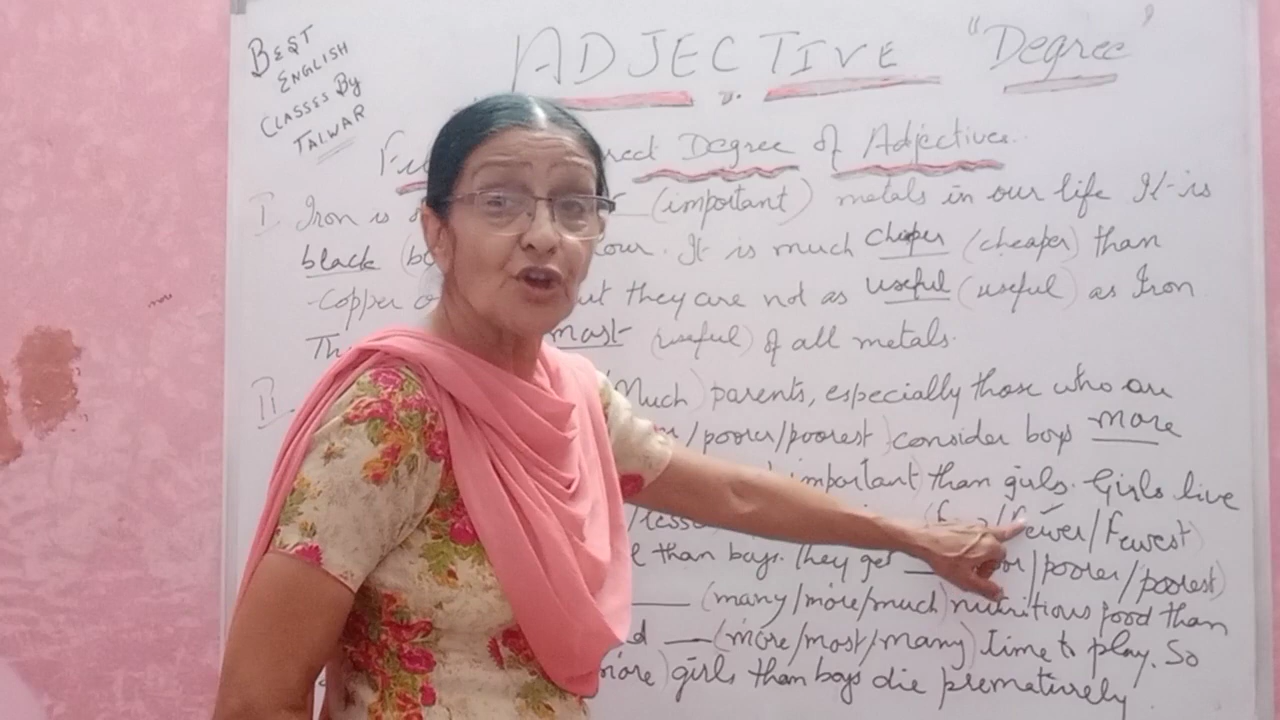 BEST
ENGLISH
CLASSES By
TALWAR
ADJECTIVE "Degree"
Degree of Adjectives.
I Iron is (important) metals in our life It is
black our. It is much cheaper (cheaper) than
copper but they are not as useful (useful) as Iron
Th most (useful) of all metals.
II (Much) parents, especially those who are
/poorer/poorest) consider boys more
important) than girls. Girls live
/fewer/fewest)
than boys. They get /poorer/poorest)
(many/more/much) nutritious food than
(more/most/many) time to play. So
more) girls than boys die prematurely